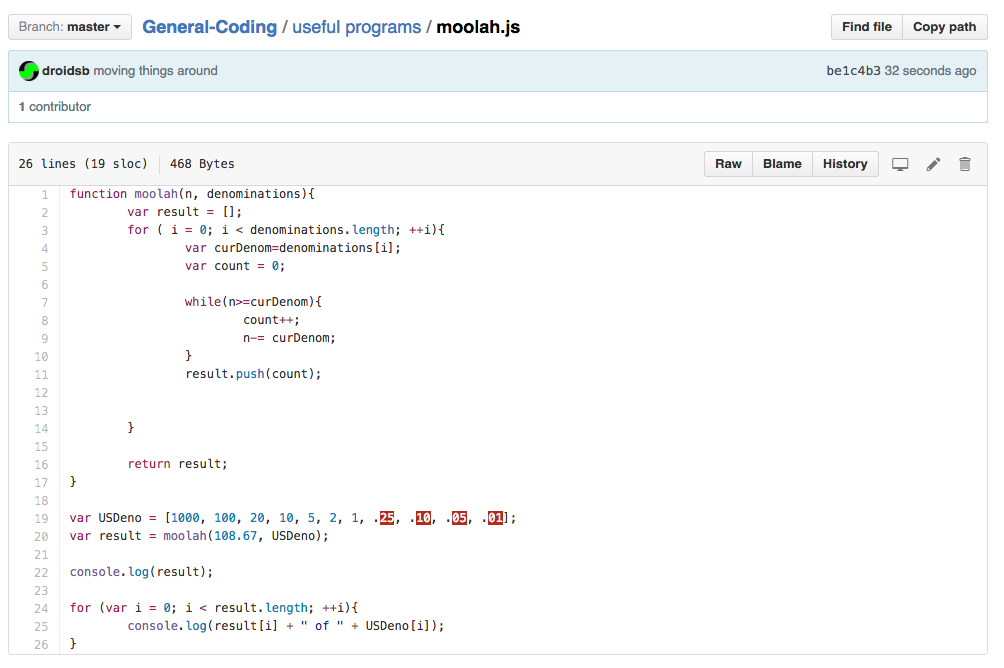 Branch: master General-Coding / useful programs / moolah.js Find file Copy path
droidsb moving things around be1c4b3 32 seconds ago
1 contributor
26 lines (19 sloc) 468 Bytes Raw Blame History
1 function moolah(n, denominations){
2 var result = [];
3 for ( i = 0; i < denominations.length; ++i){
4 var curDenom=denominations[i];
5 var count = 0;
6
7 while(n>=curDenom){
8 count++;
9 n-= curDenom;
10 }
11 result.push(count);
12
13
14 }
15
16 return result;
17 }
18
19 var USDeno = [1000, 100, 20, 10, 5, 2, 1, .25, .10, .05, .01];
20 var result = moolah(108.67, USDeno);
21
22 console.log(result);
23
24 for (var i = 0; i < result.length; ++i){
25 console.log(result[i] + " of " + USDeno[i]);
26 }